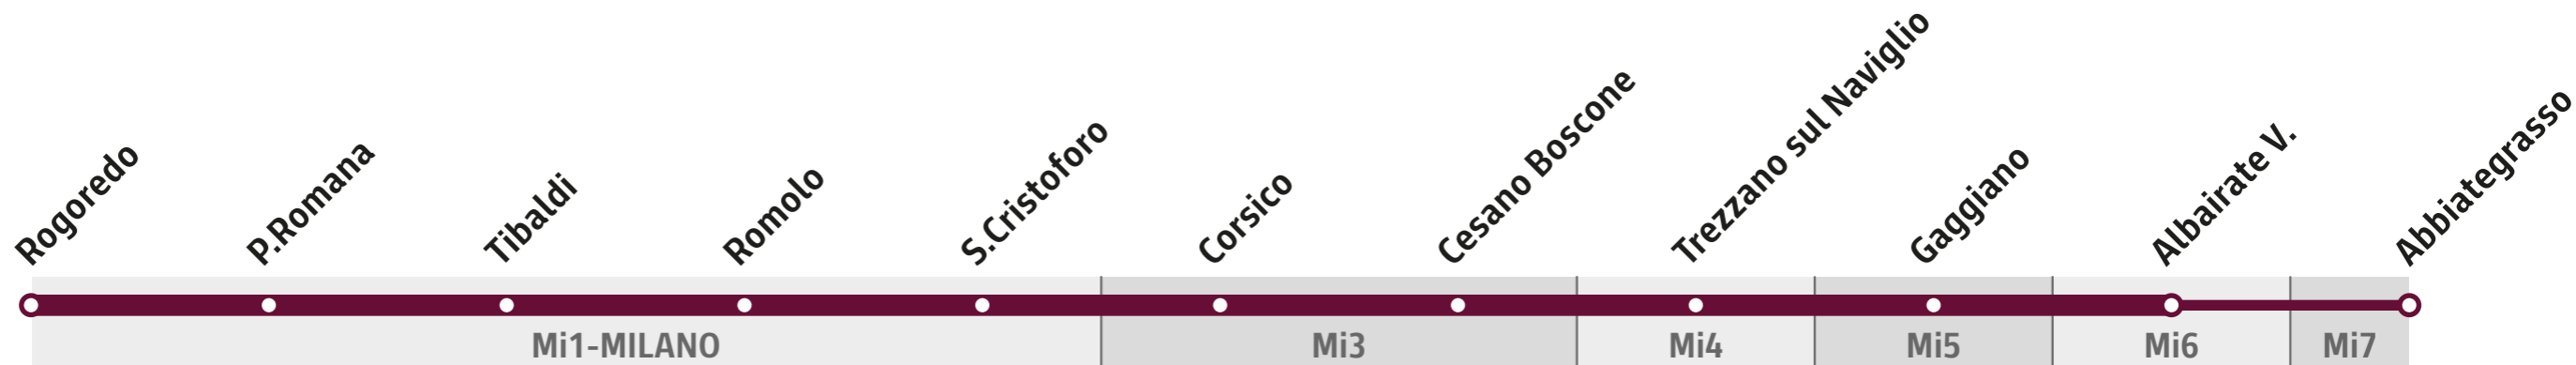 Rogoredo
P.Romana
Tibaldi
Romolo
S.Cristoforo
Corsico
Cesano Boscone
Trezzano sul Naviglio
Gaggiano
Albairate V.
Abbiategrasso
Mi1-MILANO
Mi3
Mi4
Mi5
Mi6
Mi7